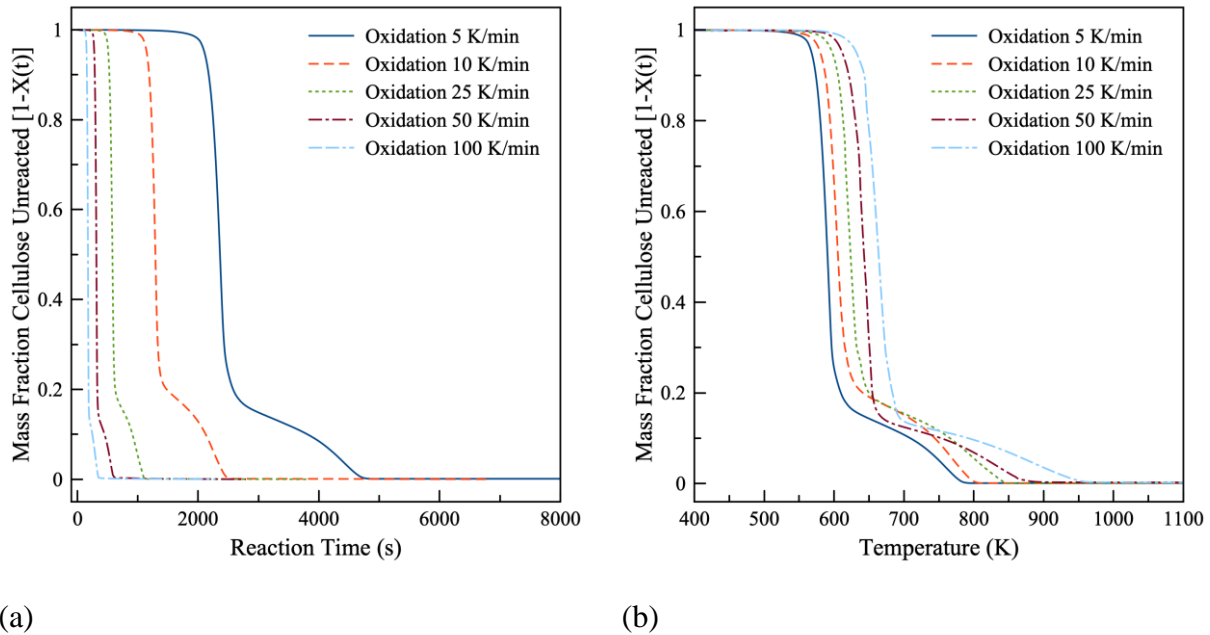 Mass Fraction Cellulose Unreacted [1-X(t)]
1
0.8
0.6
0.4
0.2
0
Oxidation 5 K/min
Oxidation 10 K/min
Oxidation 25 K/min
Oxidation 50 K/min
Oxidation 100 K/min
0 2000 4000 6000 8000
Reaction Time (s)
(a)
Mass Fraction Cellulose Unreacted [1-X(t)]
1
0.8
0.6
0.4
0.2
0
Oxidation 5 K/min
Oxidation 10 K/min
Oxidation 25 K/min
Oxidation 50 K/min
Oxidation 100 K/min
400 500 600 700 800 900 1000 1100
Temperature (K)
(b)